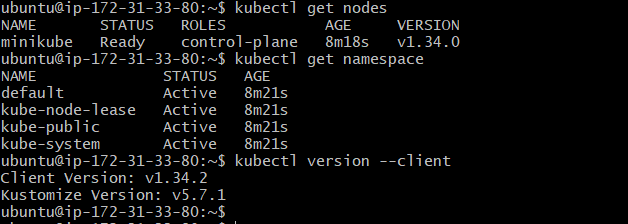 ubuntu@ip-172-31-33-80:~$ kubectl get nodes
NAME       STATUS   ROLES           AGE     VERSION
minikube   Ready    control-plane   8m18s   v1.34.0
ubuntu@ip-172-31-33-80:~$ kubectl get namespace
NAME              STATUS   AGE
default           Active   8m21s
kube-node-lease   Active   8m21s
kube-public       Active   8m21s
kube-system       Active   8m21s
ubuntu@ip-172-31-33-80:~$ kubectl version --client
Client Version: v1.34.2
Kustomize Version: v5.7.1
ubuntu@ip-172-31-33-80:~$